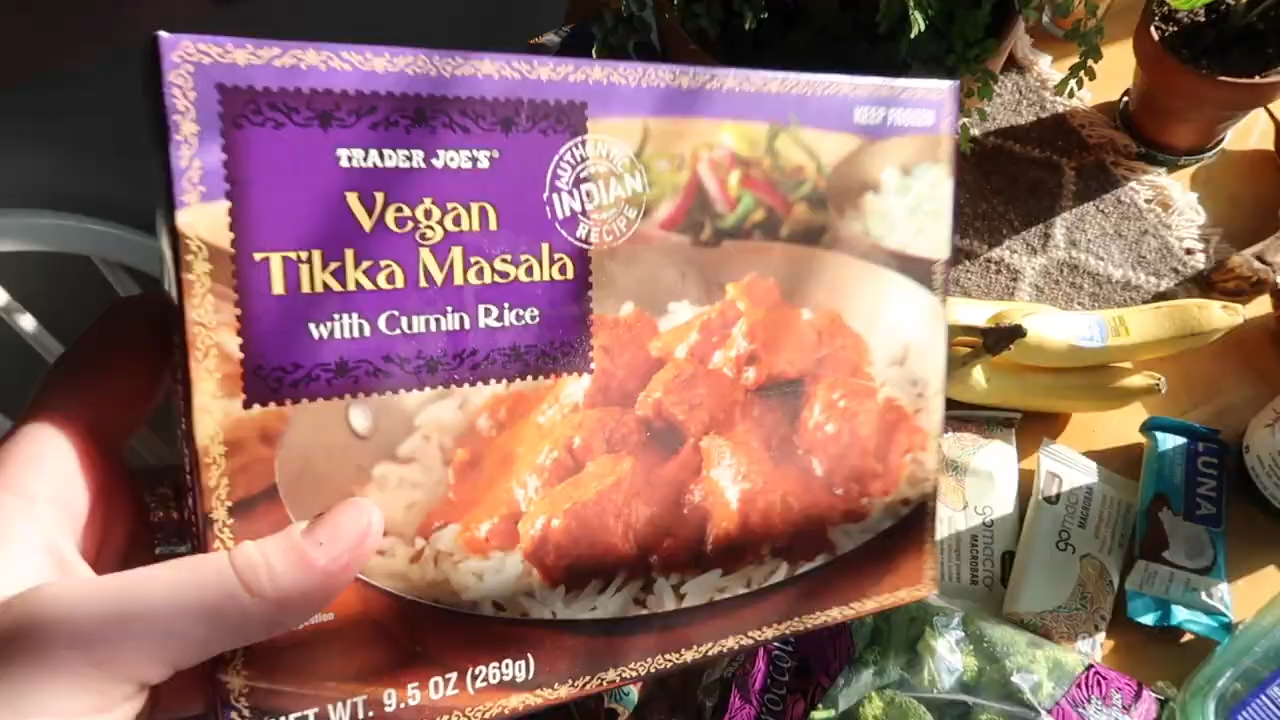 KEEP FROZEN
TRADER JOE'S®
Vegan
Tikka Masala
with Cumin Rice
AUTHENTIC
INDIAN
RECIPE
NET WT. 9.5 OZ (269g)
gomacro
MACROBAR
gomacro
MACROBAR
LUNA